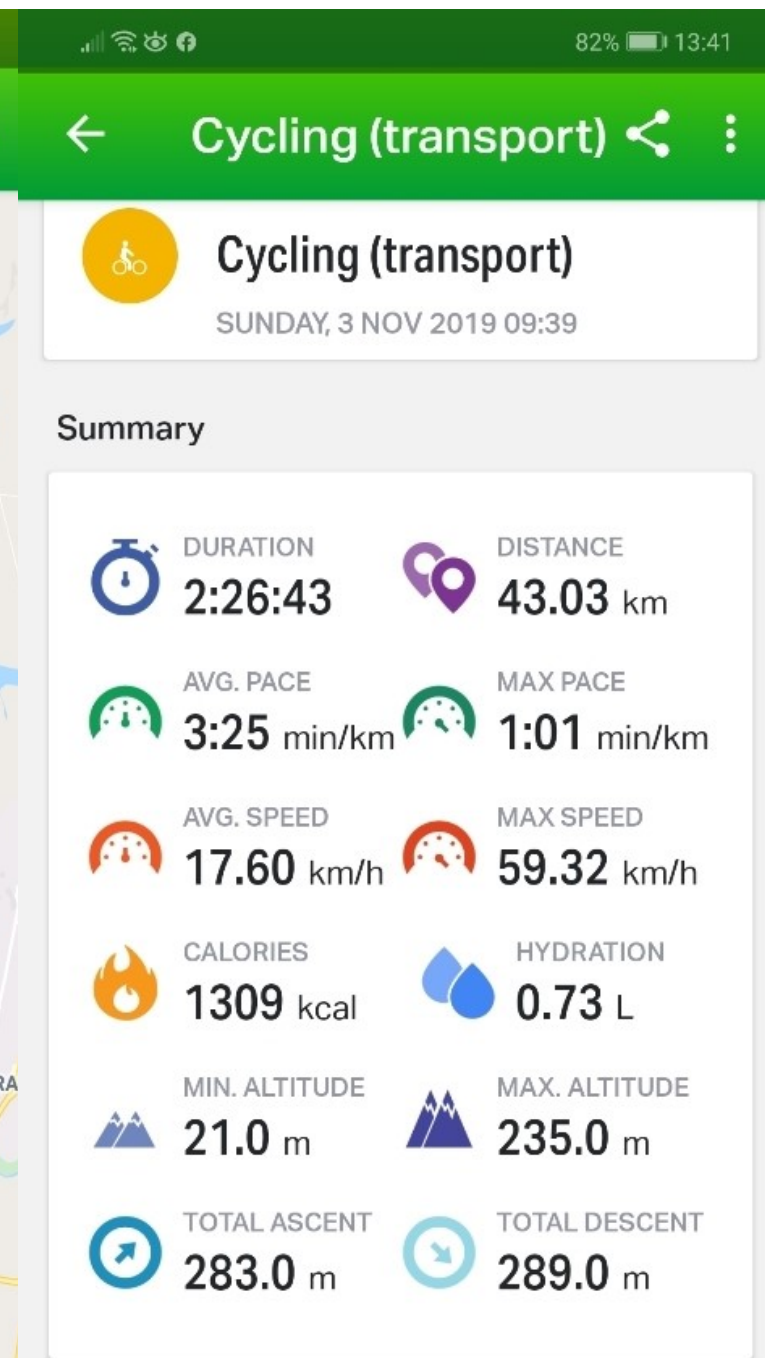 82% 13:41
Cycling (transport)
Cycling (transport)
SUNDAY, 3 NOV 2019 09:39
Summary
DURATION DISTANCE
2:26:43 43.03 km
AVG. PACE MAX PACE
3:25 min/km 1:01 min/km
AVG. SPEED MAX SPEED
17.60 km/h 59.32 km/h
CALORIES HYDRATION
1309 kcal 0.73 L
RA
MIN. ALTITUDE MAX. ALTITUDE
21.0 m 235.0 m
TOTAL ASCENT TOTAL DESCENT
283.0 m 289.0 m